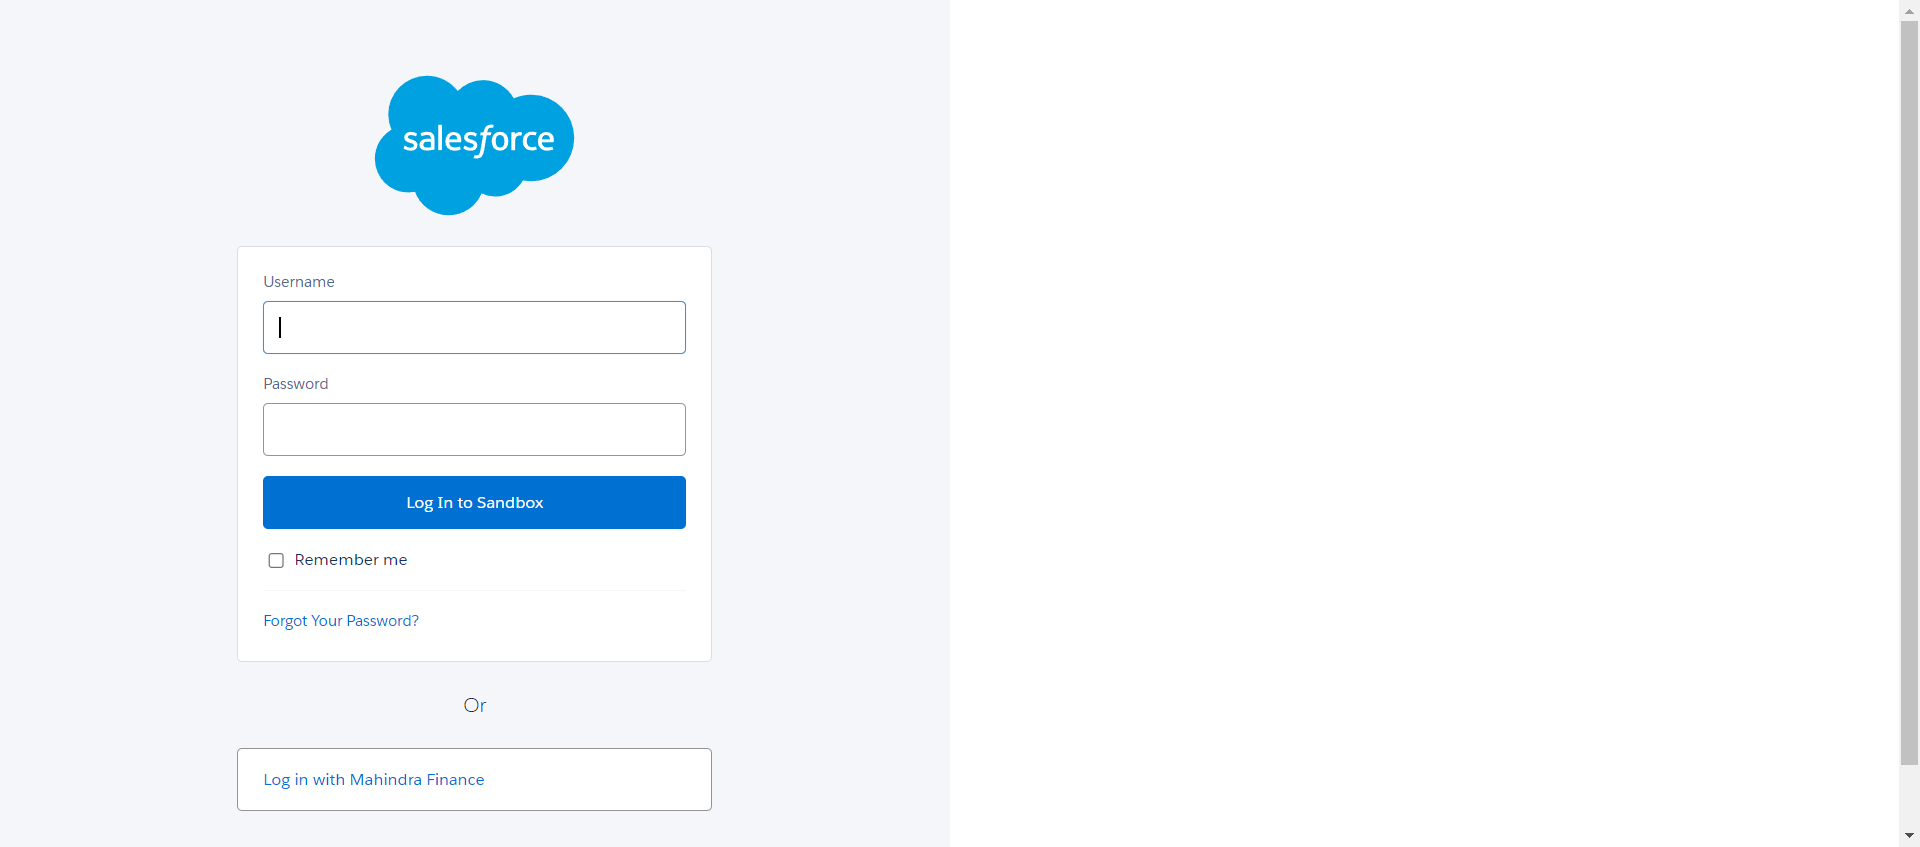 salesforce
Username
Password
Log In to Sandbox
Remember me
Forgot Your Password?
Or
Log in with Mahindra Finance